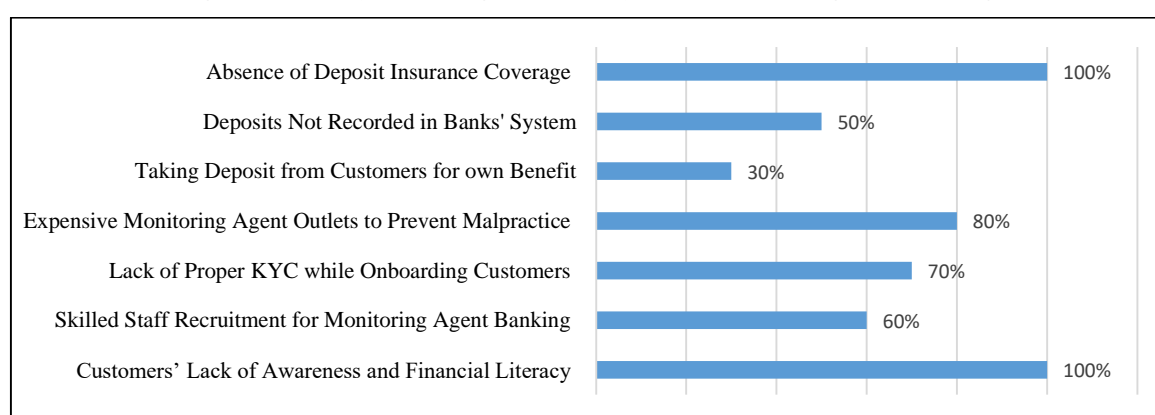 Absence of Deposit Insurance Coverage 100%
Deposits Not Recorded in Banks' System 50%
Taking Deposit from Customers for own Benefit 30%
Expensive Monitoring Agent Outlets to Prevent Malpractice 80%
Lack of Proper KYC while Onboarding Customers 70%
Skilled Staff Recruitment for Monitoring Agent Banking 60%
Customers’ Lack of Awareness and Financial Literacy 100%